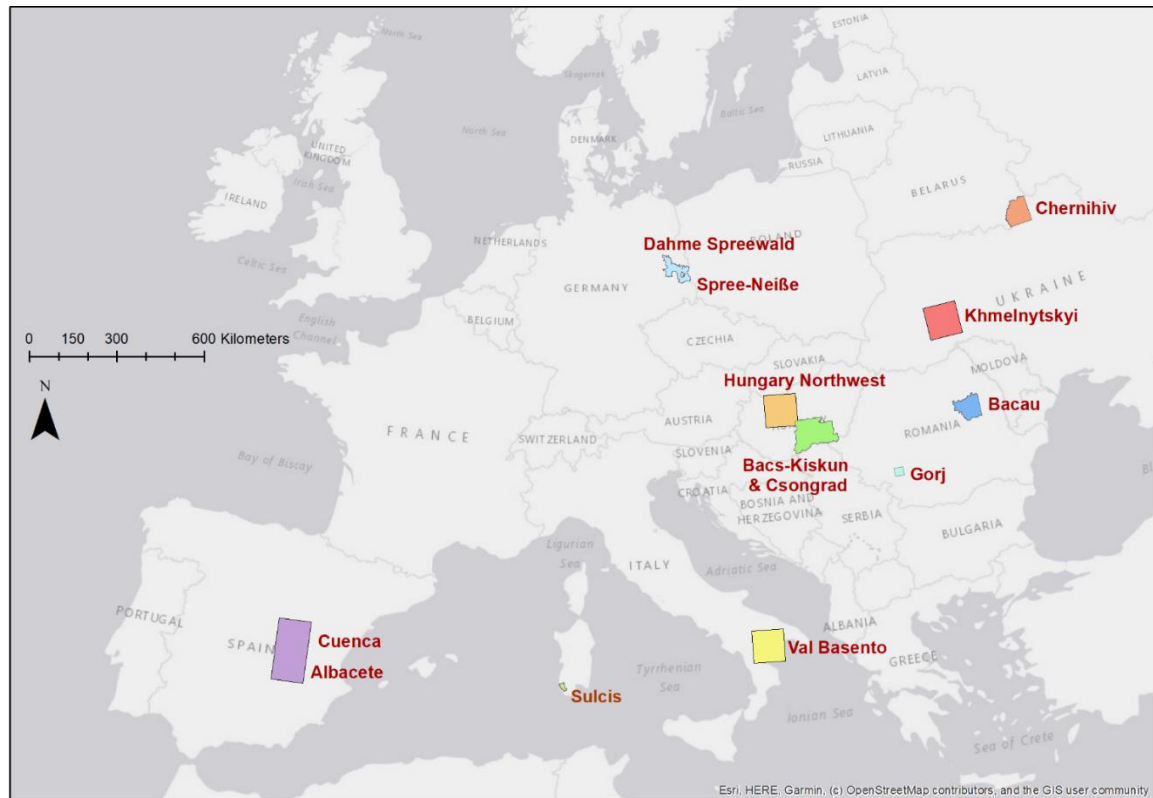 North Sea
ESTONIA
Skagerrak
LATVIA
Baltic Sea
North Sea
DENMARK
LITHUANIA
UNITED
KINGDOM
RUSSIA
Irish Sea
BELARUS
IRELAND
Chernihiv
NETHERLANDS
Dahme Spreewald
POLAND
Celtic Sea
Spree-Neiße
GERMANY
UKRAINE
English
Channel
BELGIUM
Khmelnytskyi
0 150 300 600 Kilometers
CZECHIA
SLOVAKIA
MOLDOVA
N
Hungary Northwest
Bacau
AUSTRIA
FRANCE
SWITZERLAND
ROMANIA
SLOVENIA
Bay of Biscay
Bacs-Kiskun
& Csongrad
Gorj
CROATIA
BOSNIA AND
HERZEGOVINA
SERBIA
BULGARIA
Ligurian
Sea
ITALY
Adriatic Sea
PORTUGAL
ALBANIA
SPAIN
Cuenca
Val Basento
Albacete
Tyrrhenian
Sea
GREECE
Sulcis
Ionian Sea
Sea of Crete
Esri, HERE, Garmin, (c) OpenStreetMap contributors, and the GIS user community